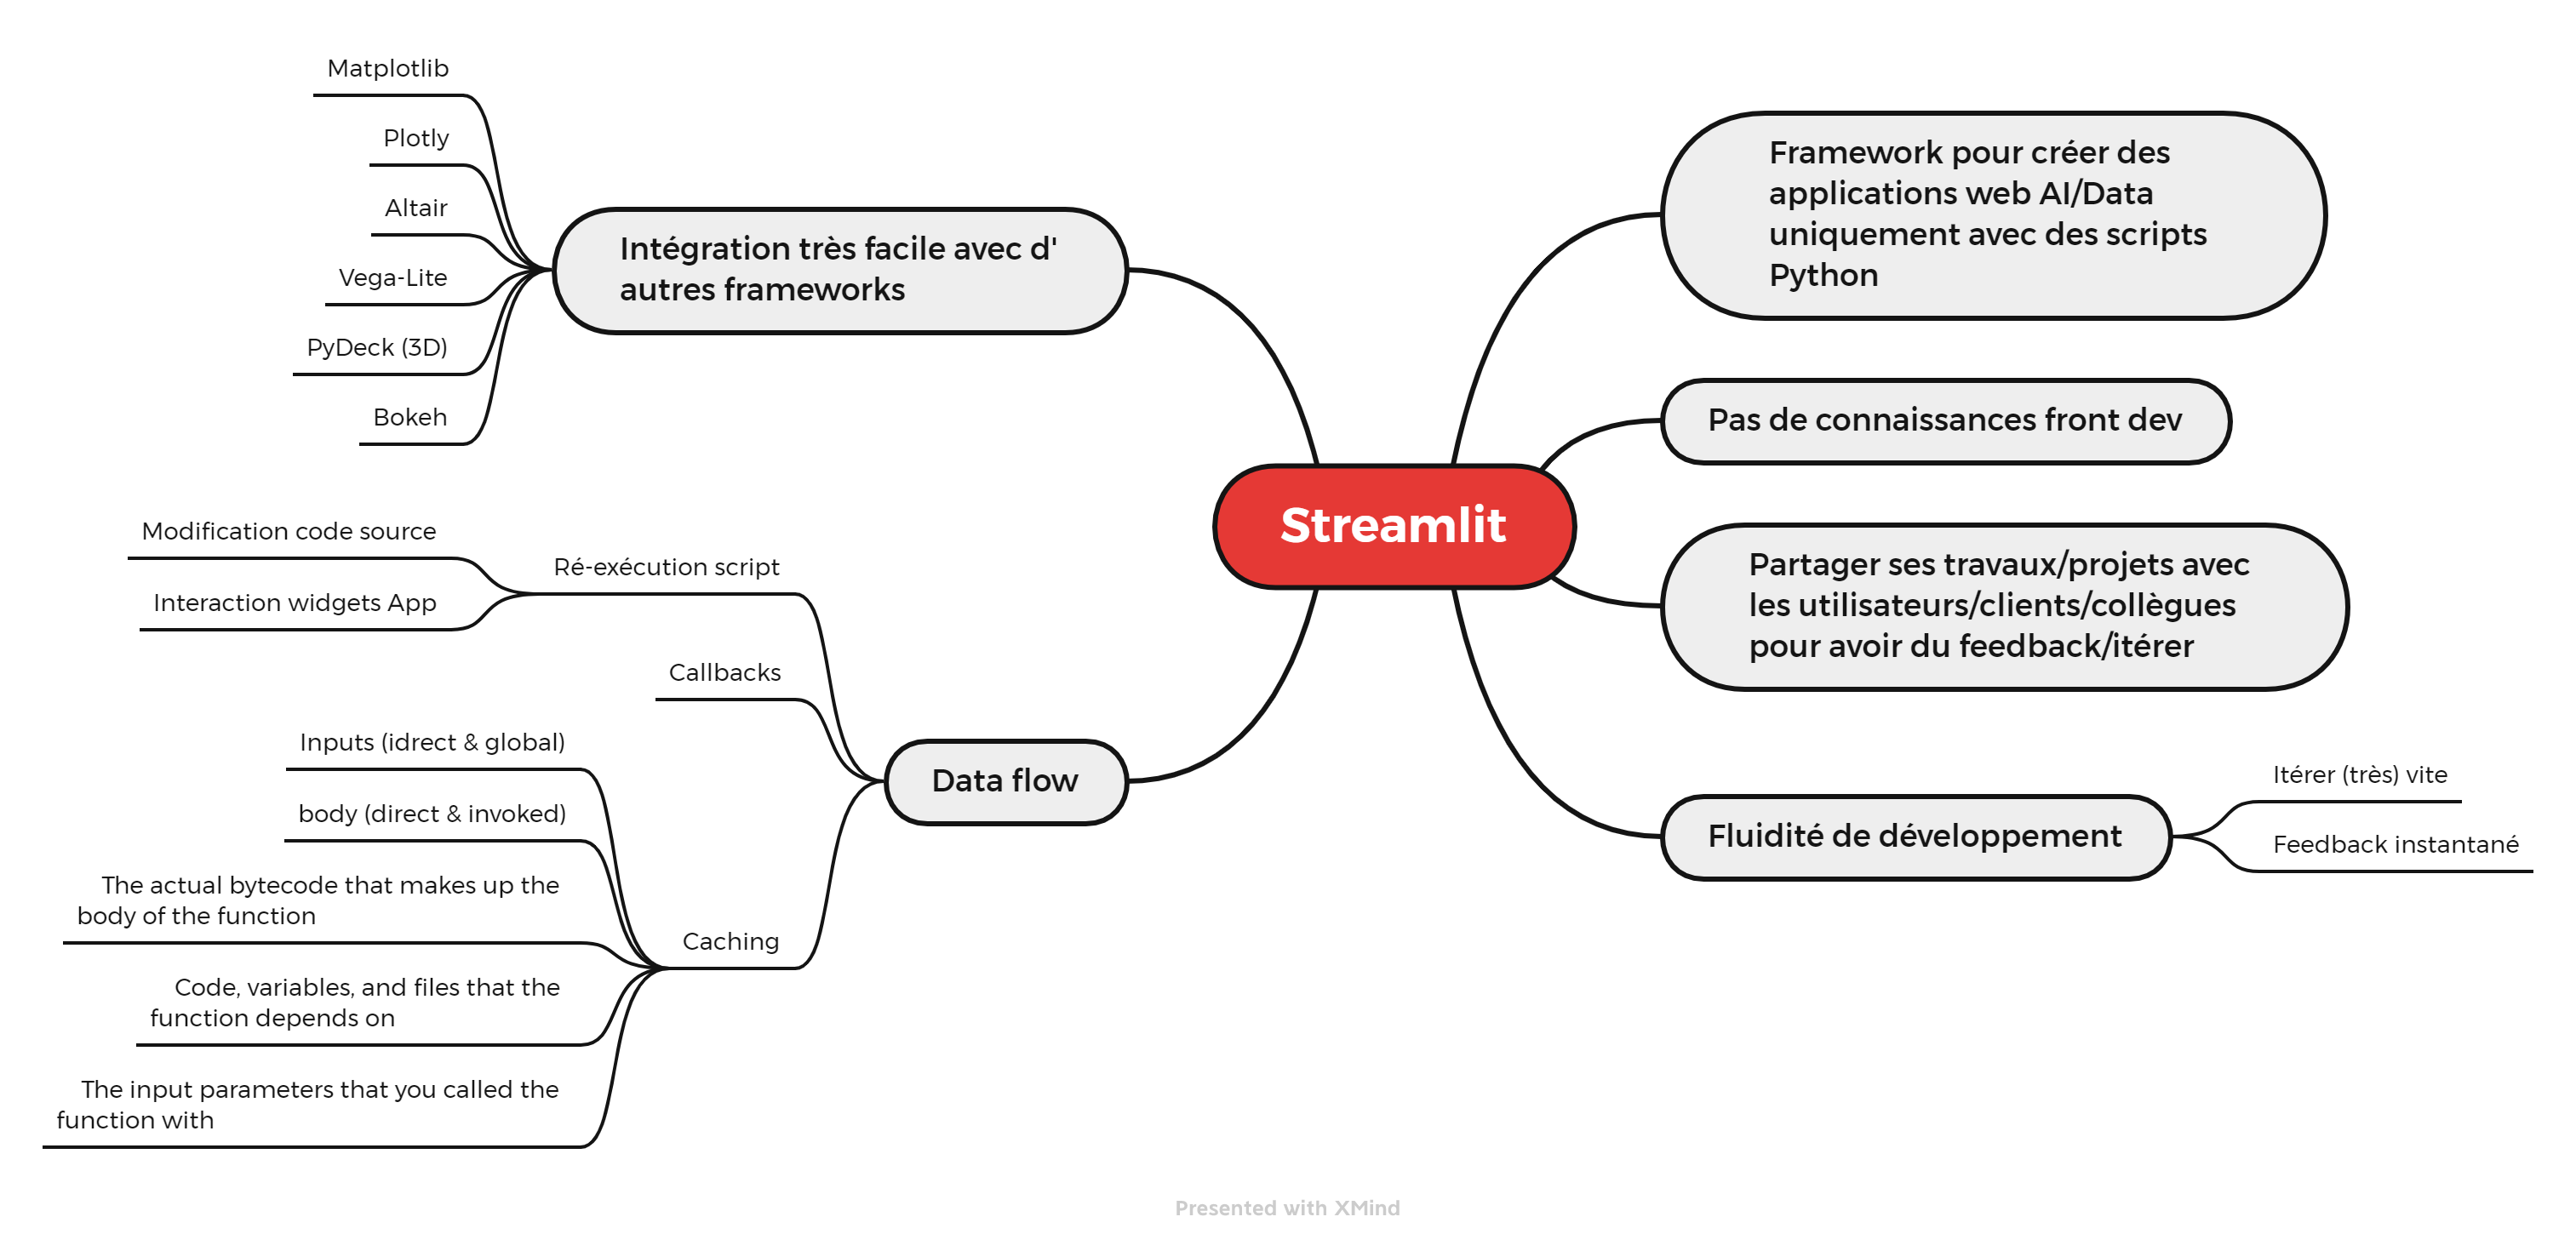 Streamlit
Framework pour créer des
applications web AI/Data
uniquement avec des scripts
Python
Pas de connaissances front dev
Partager ses travaux/projets avec
les utilisateurs/clients/collègues
pour avoir du feedback/itérer
Fluidité de développement
Itérer (très) vite
Feedback instantané
Intégration très facile avec d'
autres frameworks
Matplotlib
Plotly
Altair
Vega-Lite
PyDeck (3D)
Bokeh
Data flow
Ré-exécution script
Modification code source
Interaction widgets App
Callbacks
Caching
Inputs (idrect & global)
body (direct & invoked)
The actual bytecode that makes up the
body of the function
Code, variables, and files that the
function depends on
The input parameters that you called the
function with
Presented with XMind